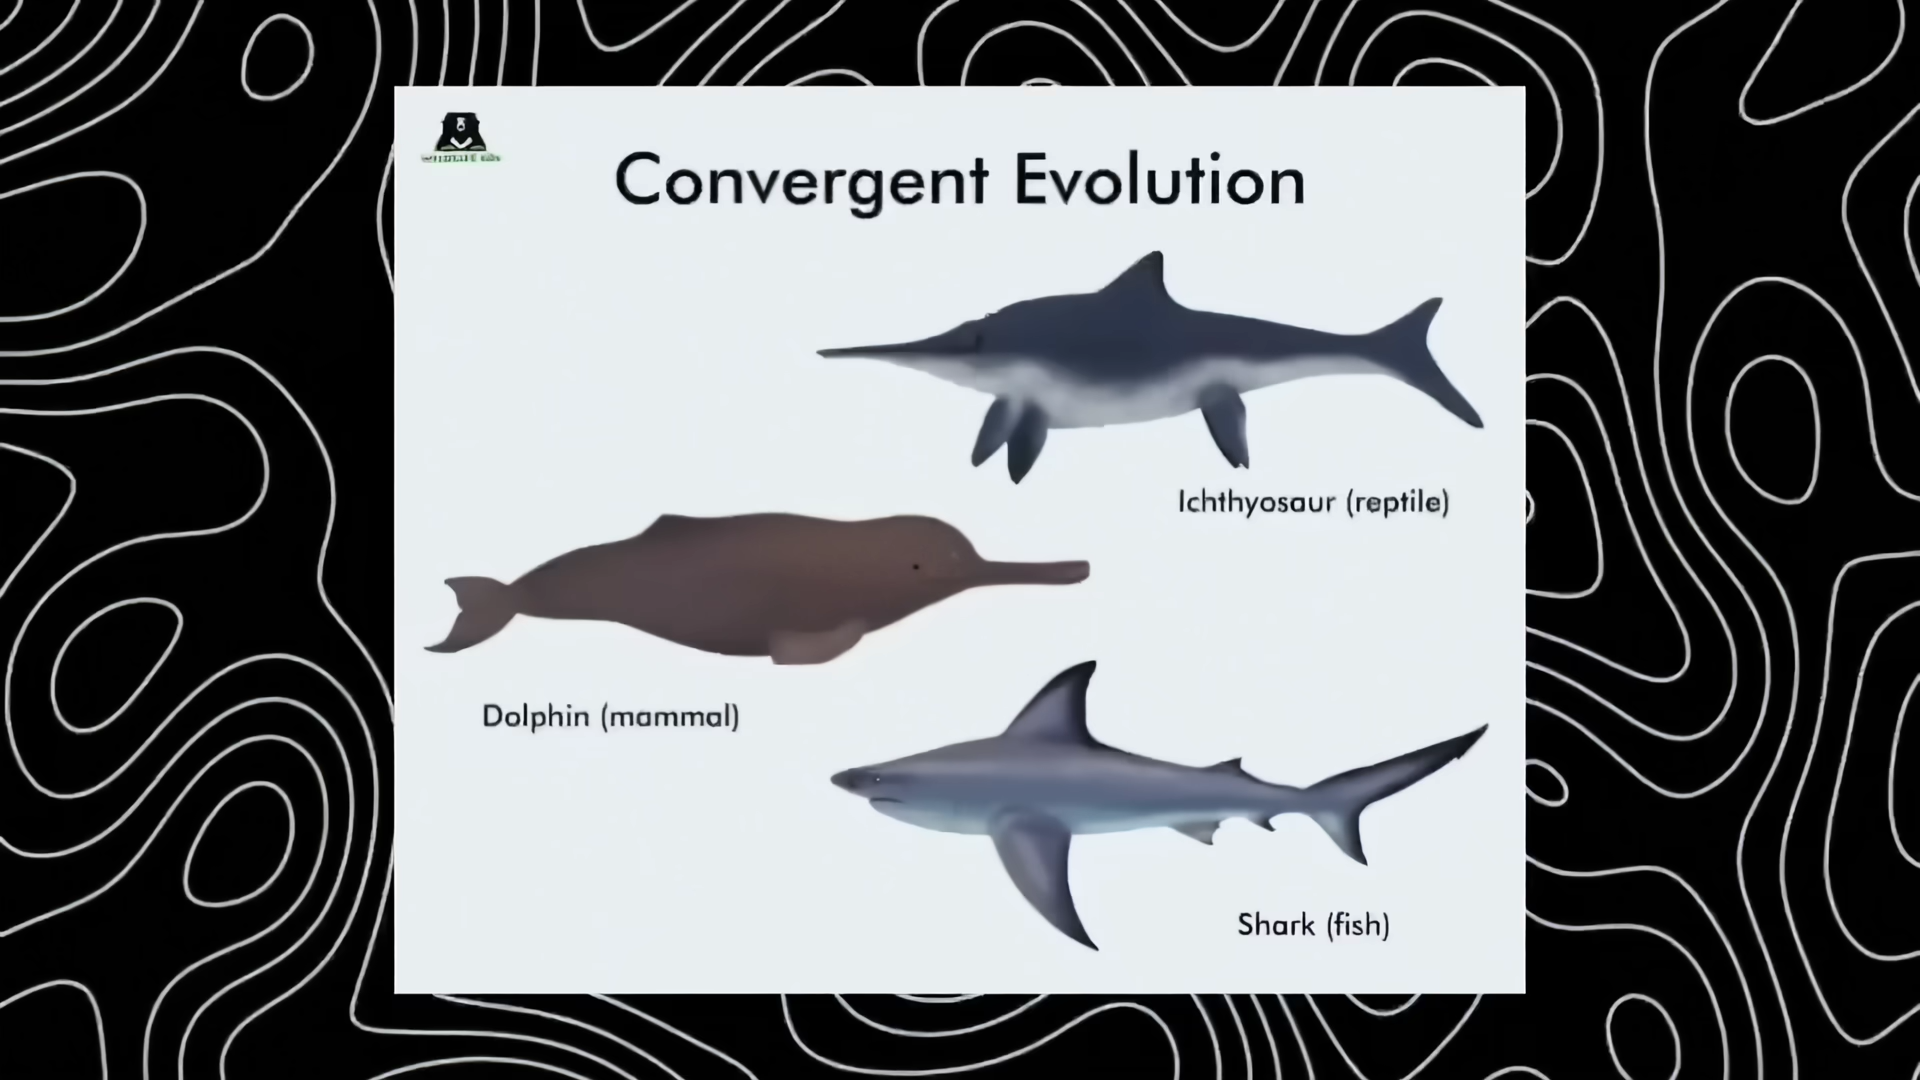 Convergent Evolution
Ichthyosaur (reptile)
Dolphin (mammal)
Shark (fish)